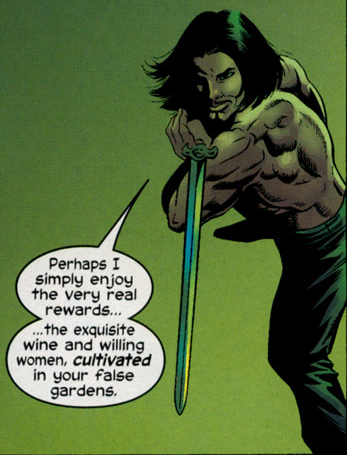 Perhaps I
simply enjoy
the very real
rewards...
...the exquisite
wine and willing
women, cultivated
in your false
gardens.